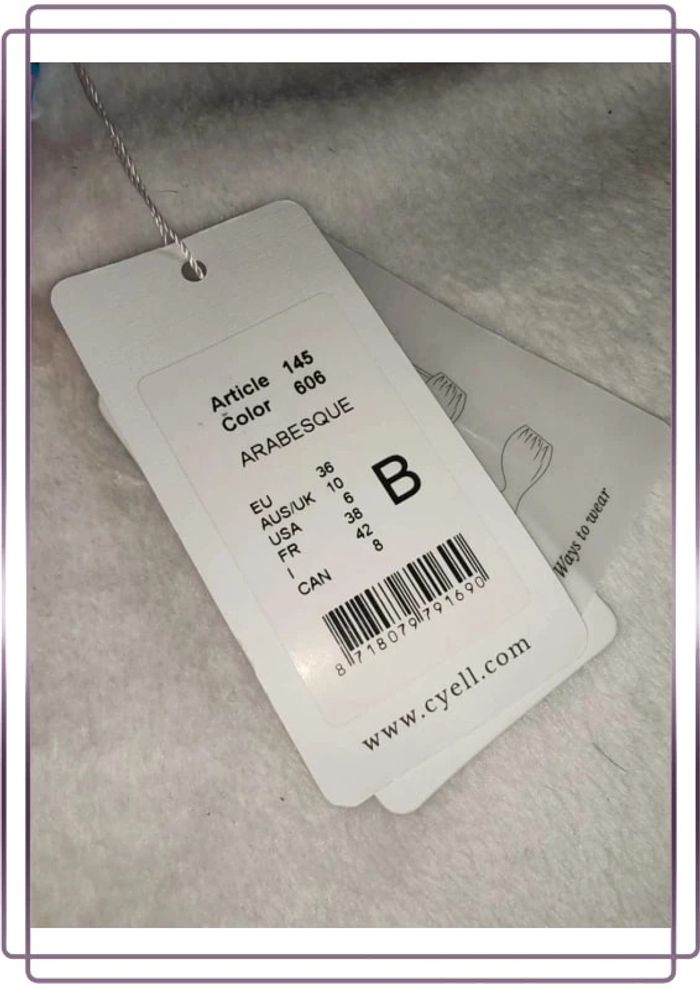 Article 145
Color 606
ARABESQUE
EU 36
AUS/UK 10
USA 6
FR 38
I 42
CAN 8
B
8 718079 791690
www.cyell.com
Ways to wear